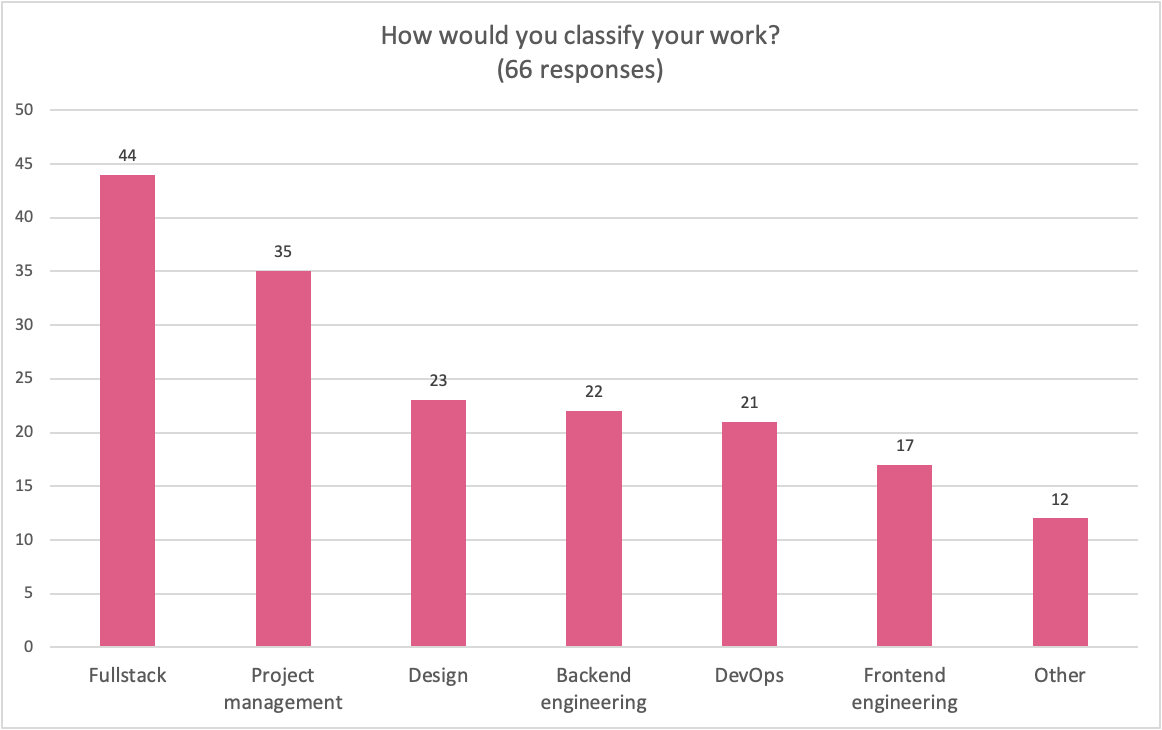 How would you classify your work?
(66 responses)
50
45
40
35
30
25
20
15
10
5
0
44
35
23
22
21
17
12
Fullstack
Project
management
Design
Backend
engineering
DevOps
Frontend
engineering
Other